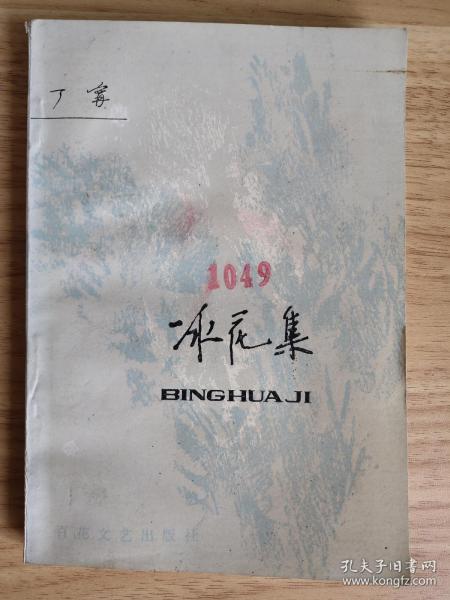 丁寧
1049
冰花集
BINGHUAJI
百花文艺出版社
孔夫子旧书网
www.kongfz.com